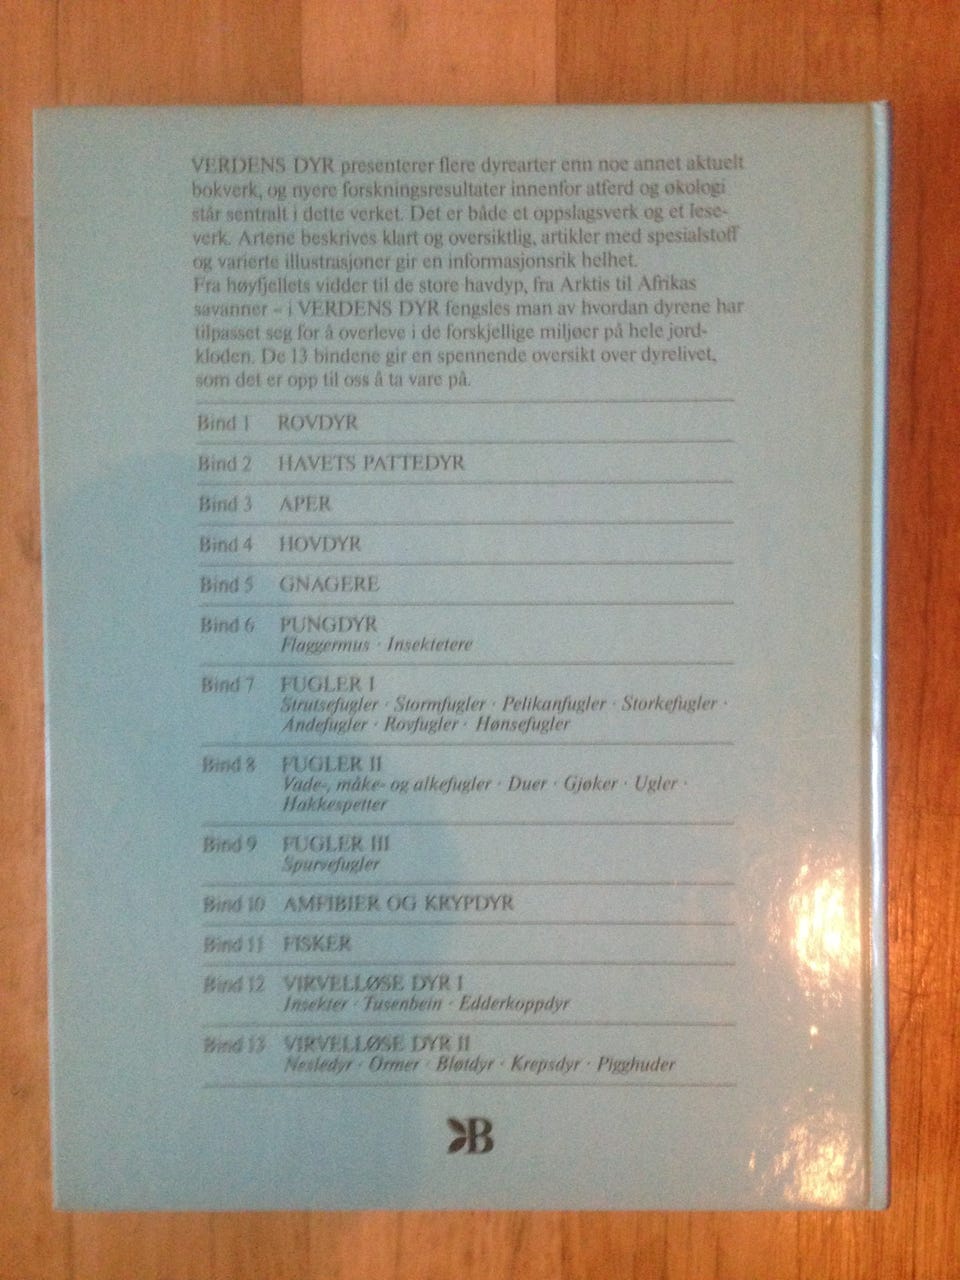 VERDENS DYR presenterer flere dyrearter enn noe annet aktuelt
bokverk, og nyere forskningsresultater innenfor atferd og økologi
står sentralt i dette verket. Det er både et oppslagsverk og et lese-
verk. Artene beskrives klart og oversiktlig, artikler med spesialstoff
og varierte illustrasjoner gir en informasjonsrik helhet.
Fra høyfjellets vidder til de store havdyp, fra Arktis til Afrikas
savanner – i VERDENS DYR fengsles man av hvordan dyrene har
tilpasset seg for å overleve i de forskjellige miljøer på hele jord-
kloden. De 13 bindene gir en spennende oversikt over dyrelivet,
som det er opp til oss å ta vare på.
Bind 1 ROVDYR
Bind 2 HAVETS PATTEDYR
Bind 3 APER
Bind 4 HOVDYR
Bind 5 GNAGERE
Bind 6 PUNGDYR
Flaggermus · Insektetere
Bind 7 FUGLER I
Strutsefugler · Stormfugler · Pelikanfugler · Storkefugler ·
Andefugler · Rovfugler · Hønsefugler
Bind 8 FUGLER II
Vade-, måke- og alkefugler · Duer · Gjøker · Ugler ·
Hakkespetter
Bind 9 FUGLER III
Spurvefugler
Bind 10 AMFIBIER OG KRYPDYR
Bind 11 FISKER
Bind 12 VIRVELLØSE DYR I
Insekter · Tusenbein · Edderkoppdyr
Bind 13 VIRVELLØSE DYR II
Nesledyr · Ormer · Bløtdyr · Krepsdyr · Pigghuder
B